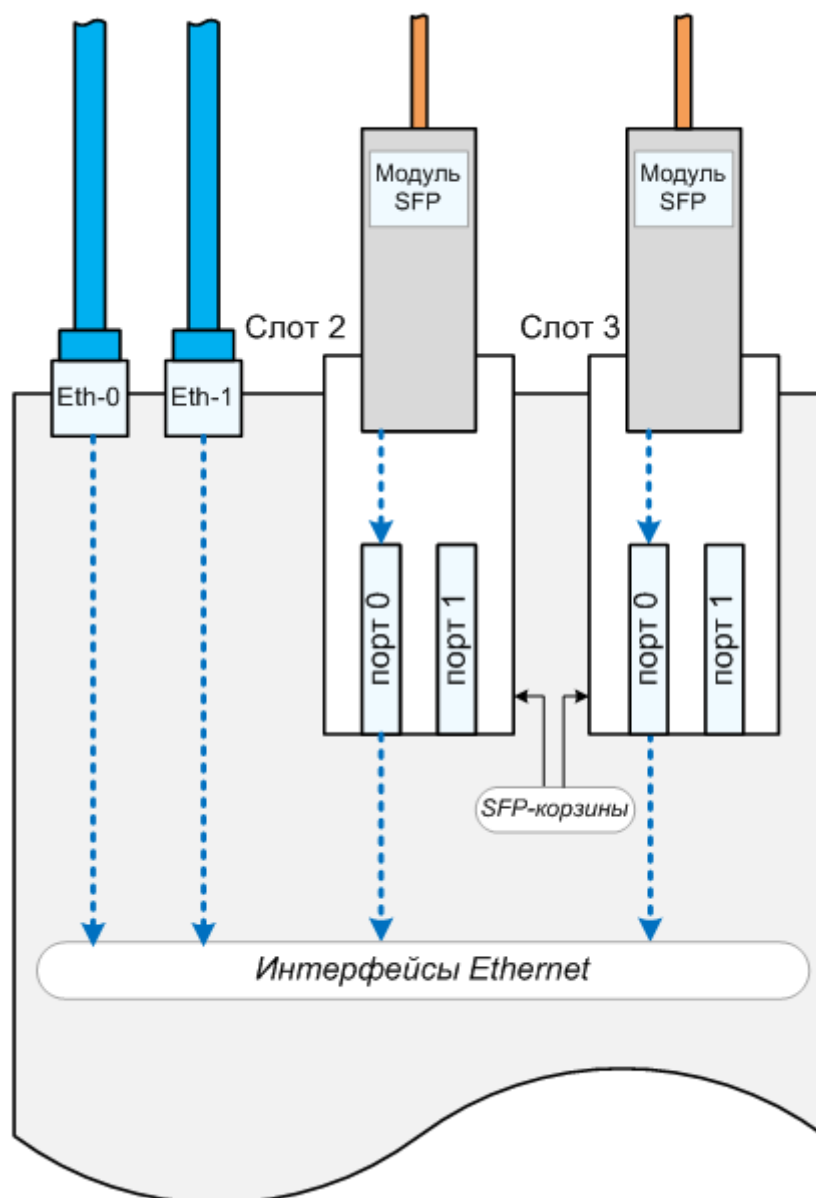 Модуль
SFP
Модуль
SFP
Слот 2
Слот 3
Eth-0
Eth-1
порт 0
порт 1
порт 0
порт 1
SFP-корзины
Интерфейсы Ethernet